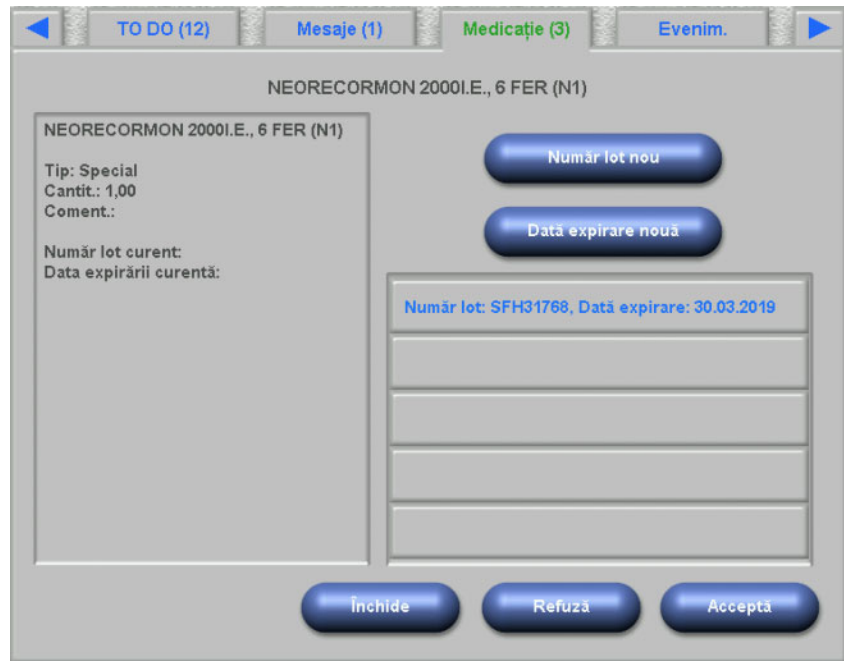 TO DO (12)
Mesaje (1)
Medicație (3)
Evenim.
NEORECORMON 2000I.E., 6 FER (N1)
NEORECORMON 2000I.E., 6 FER (N1)
Tip: Special
Cantit.: 1,00
Coment.:
Număr lot curent:
Data expirării curentă:
Număr lot nou
Dată expirare nouă
Număr lot: SFH31768, Dată expirare: 30.03.2019
Închide
Refuză
Acceptă